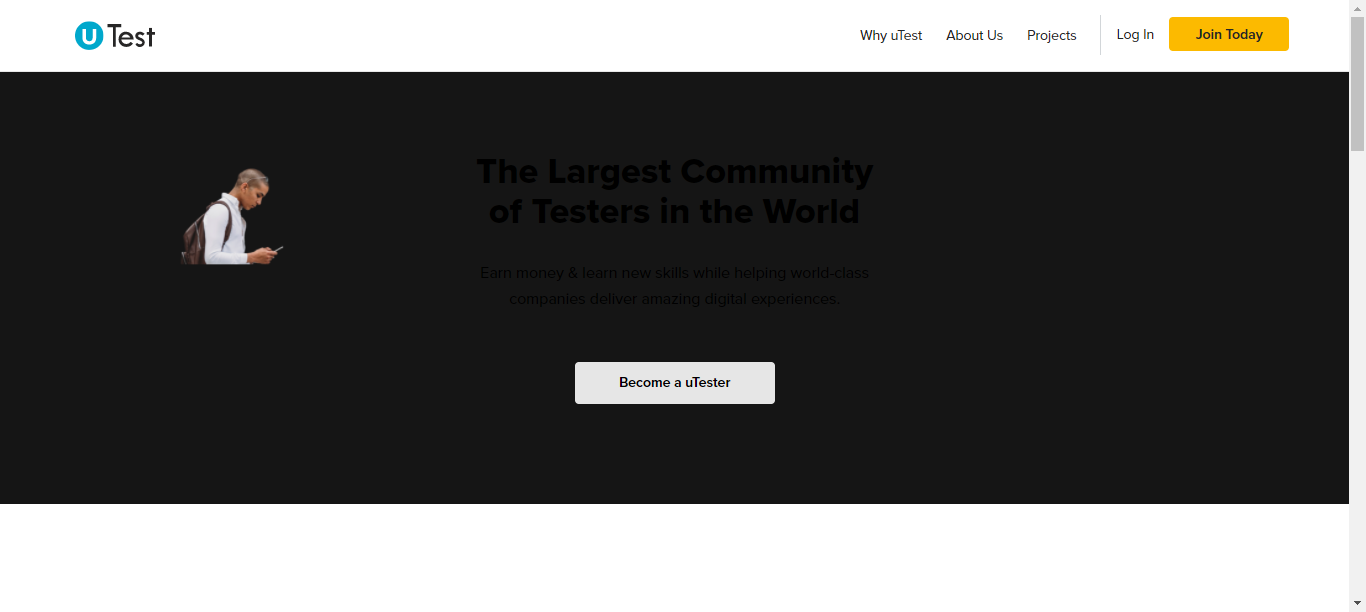 uTest
Why uTest
About Us
Projects
Log In
Join Today
The Largest Community
of Testers in the World
Earn money & learn new skills while helping world-class
companies deliver amazing digital experiences.
Become a uTester